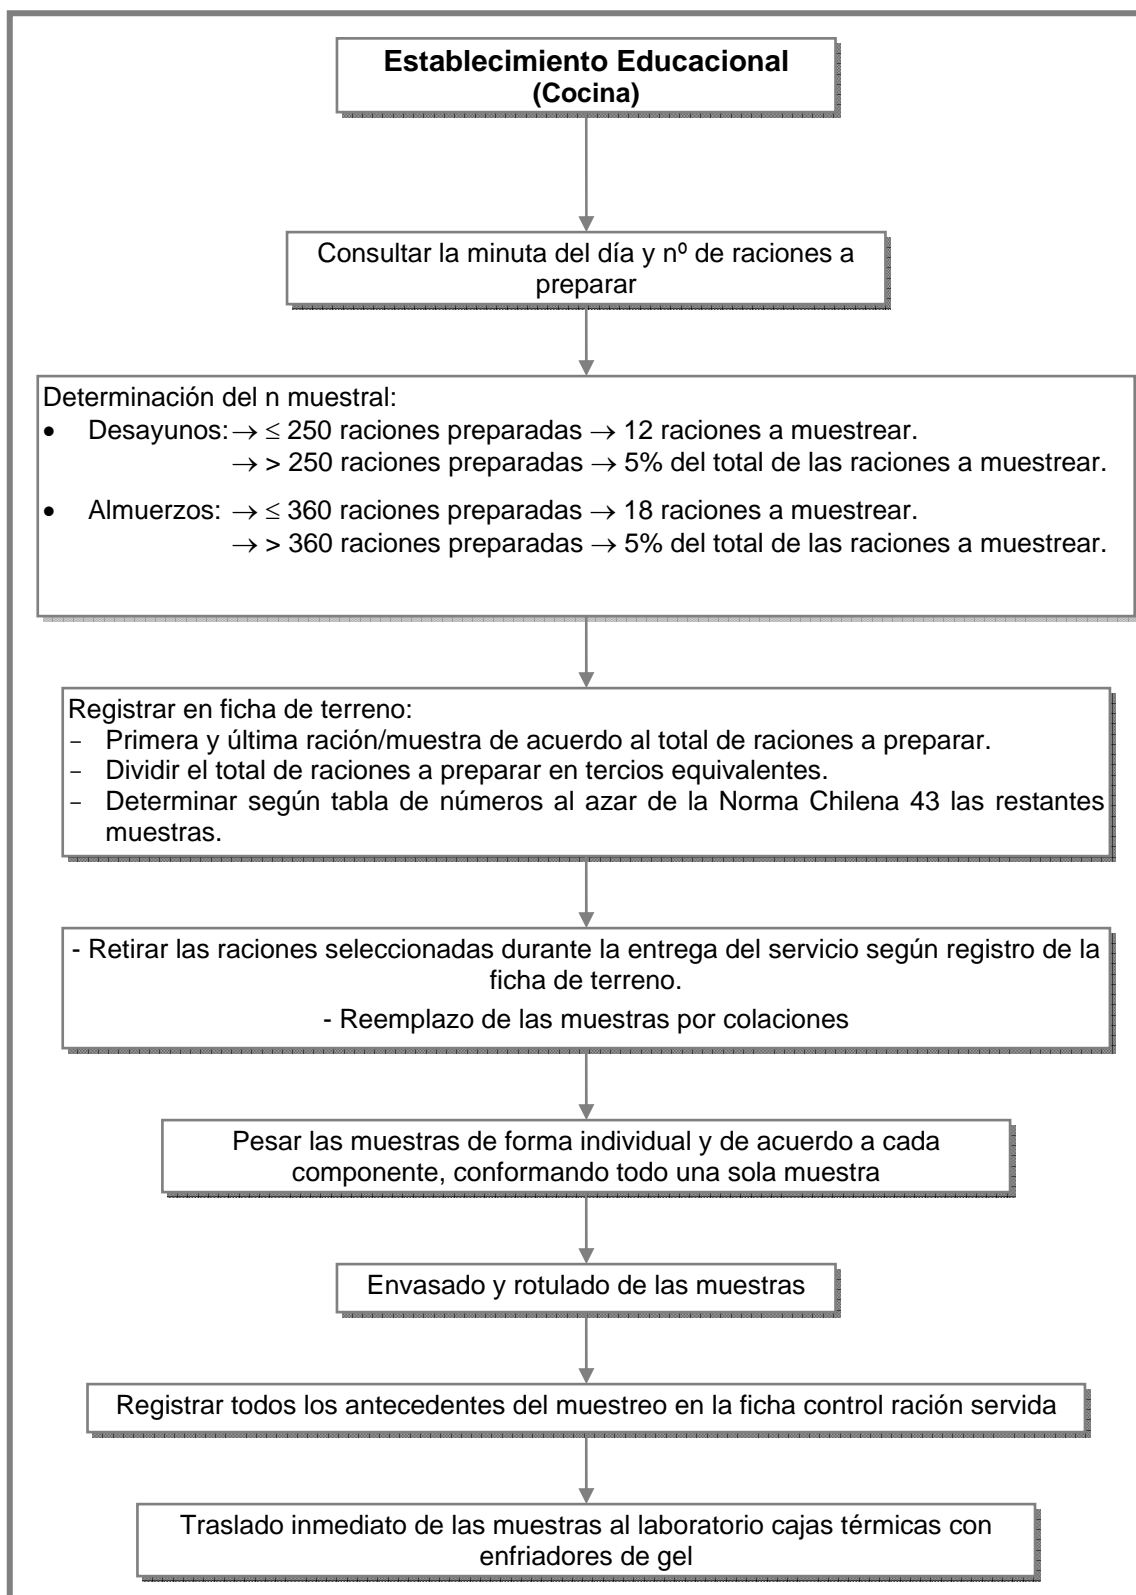 Establecimiento Educacional
(Cocina)
Consultar la minuta del día y nº de raciones a
preparar
Determinación del n muestral:
• Desayunos: → ≤ 250 raciones preparadas → 12 raciones a muestrear.
→ > 250 raciones preparadas → 5% del total de las raciones a muestrear.
• Almuerzos: → ≤ 360 raciones preparadas → 18 raciones a muestrear.
→ > 360 raciones preparadas → 5% del total de las raciones a muestrear.
Registrar en ficha de terreno:
- Primera y última ración/muestra de acuerdo al total de raciones a preparar.
- Dividir el total de raciones a preparar en tercios equivalentes.
- Determinar según tabla de números al azar de la Norma Chilena 43 las restantes
muestras.
- Retirar las raciones seleccionadas durante la entrega del servicio según registro de la
ficha de terreno.
- Reemplazo de las muestras por colaciones
Pesar las muestras de forma individual y de acuerdo a cada
componente, conformando todo una sola muestra
Envasado y rotulado de las muestras
Registrar todos los antecedentes del muestreo en la ficha control ración servida
Traslado inmediato de las muestras al laboratorio cajas térmicas con
enfriadores de gel